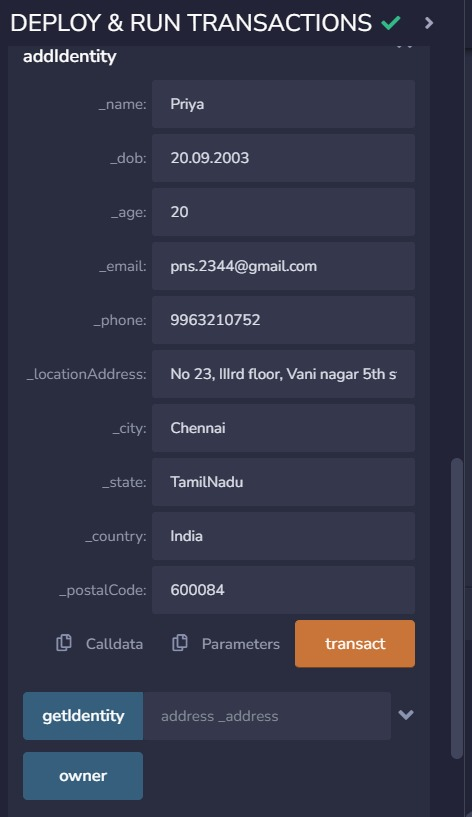 DEPLOY & RUN TRANSACTIONS
addIdentity
_name: Priya
_dob: 20.09.2003
_age: 20
_email: pns.2344@gmail.com
_phone: 9963210752
_locationAddress: No 23, IIIrd floor, Vani nagar 5th
_city: Chennai
_state: TamilNadu
_country: India
_postalCode: 600084
Calldata Parameters transact
getIdentity address _address
owner